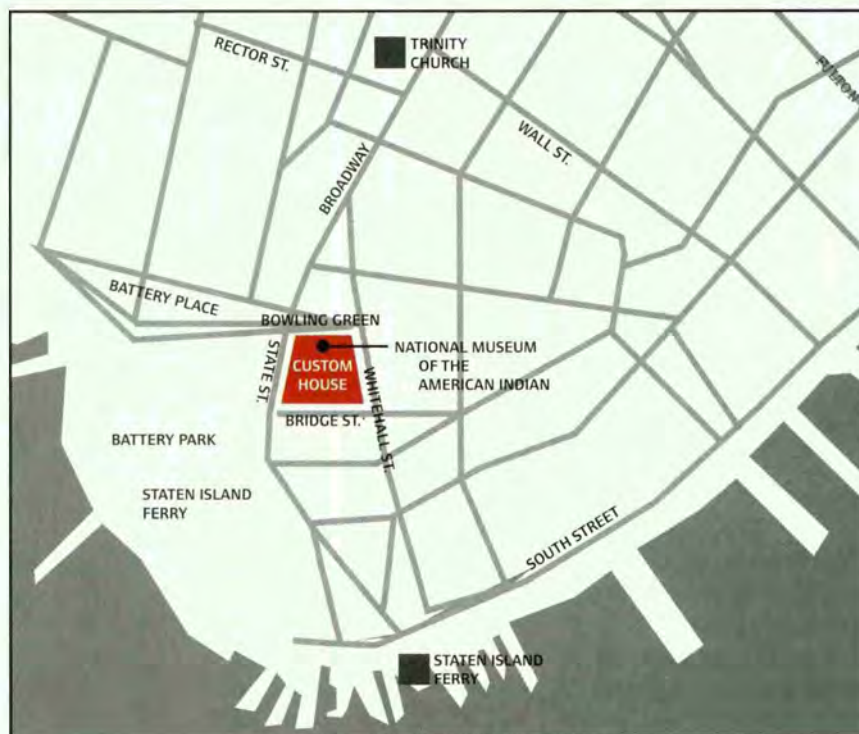 TRINITY
CHURCH
RECTOR ST.
FULTON
WALL ST.
BROADWAY
BATTERY PLACE
BOWLING GREEN
STATE ST.
CUSTOM
HOUSE
NATIONAL MUSEUM
OF THE
AMERICAN INDIAN
WHITEHALL ST.
BRIDGE ST.
BATTERY PARK
STATEN ISLAND
FERRY
SOUTH STREET
STATEN ISLAND
FERRY